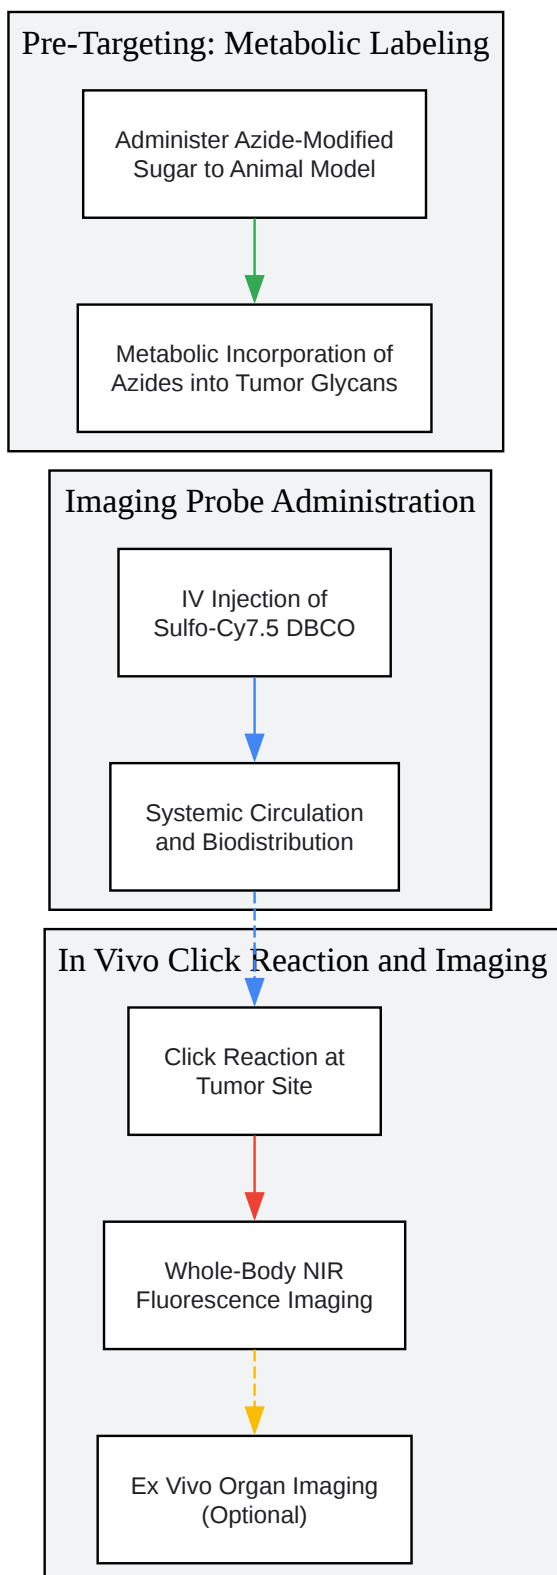 Pre-Targeting: Metabolic Labeling
Administer Azide-Modified
Sugar to Animal Model
Metabolic Incorporation of
Azides into Tumor Glycans
Imaging Probe Administration
IV Injection of
Sulfo-Cy7.5 DBCO
Systemic Circulation
and Biodistribution
In Vivo Click Reaction and Imaging
Click Reaction at
Tumor Site
Whole-Body NIR
Fluorescence Imaging
Ex Vivo Organ Imaging
(Optional)